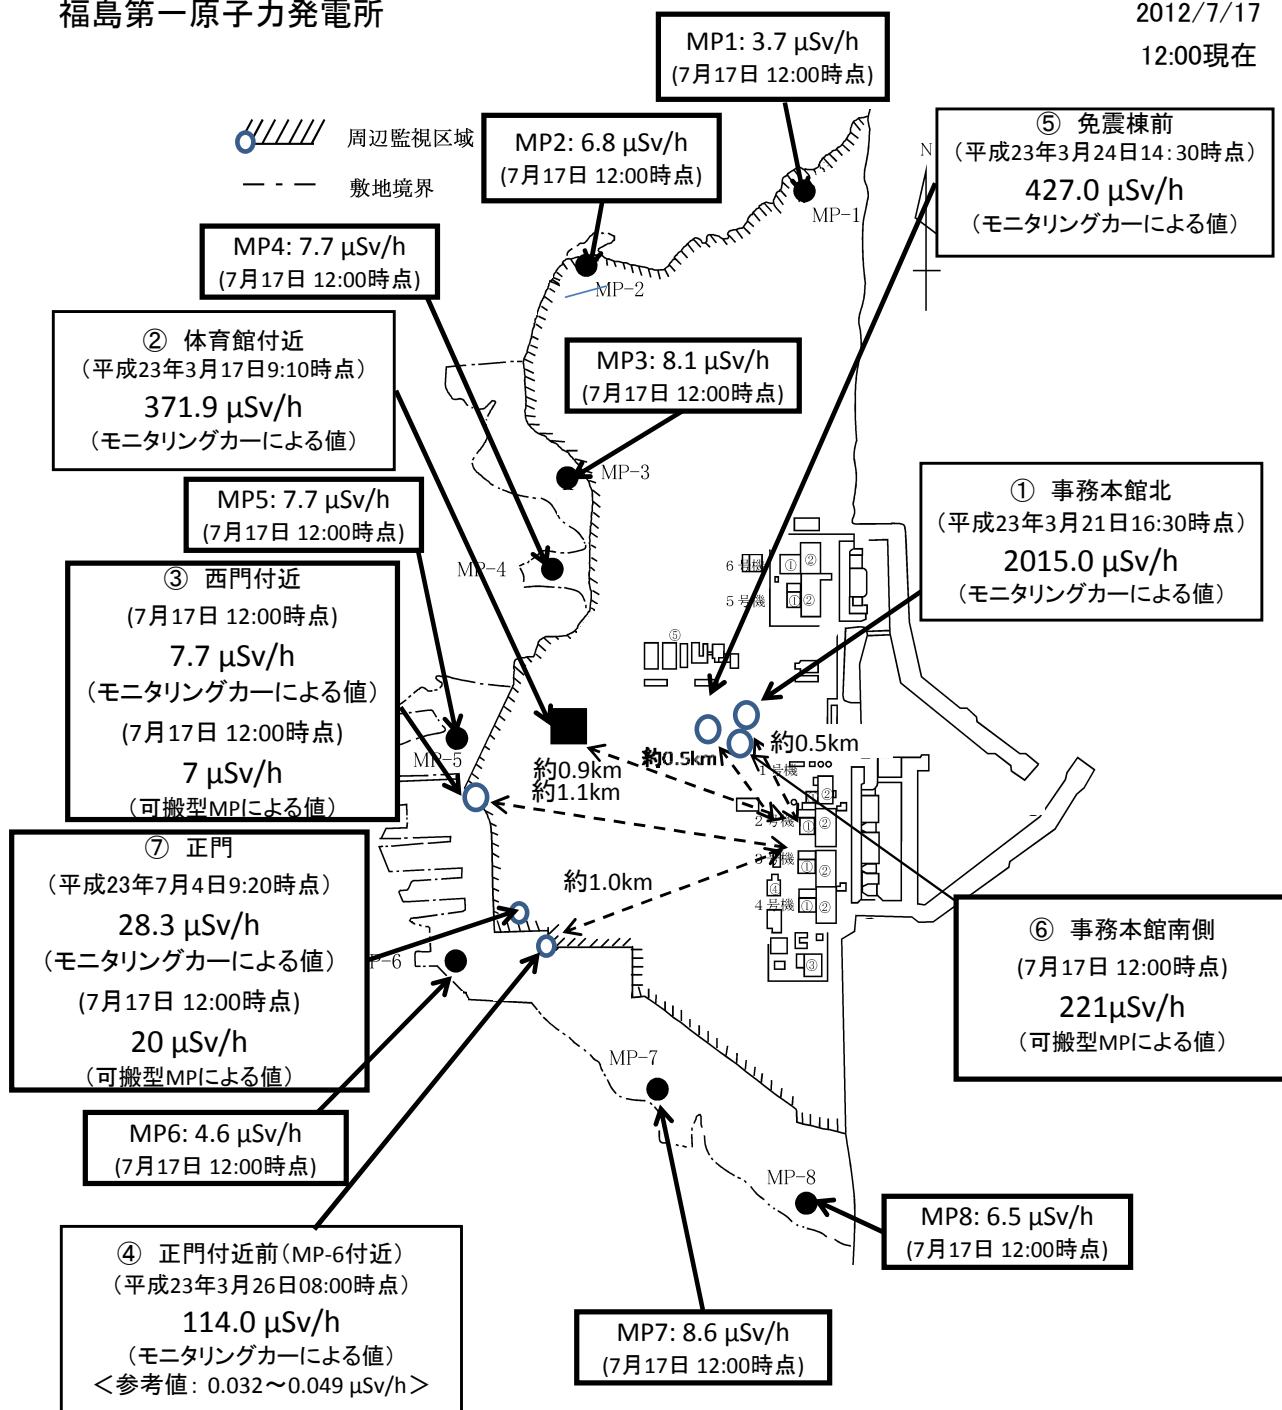 福島第一原子力発電所
2012/7/17
12:00現在
周辺監視区域
敷地境界
MP1: 3.7 μSv/h
(7月17日 12:00時点)
MP2: 6.8 μSv/h
(7月17日 12:00時点)
⑤ 免震棟前
(平成23年3月24日14:30時点)
427.0 μSv/h
(モニタリングカーによる値)
N
MP-1
MP4: 7.7 μSv/h
(7月17日 12:00時点)
MP-2
② 体育館付近
(平成23年3月17日9:10時点)
371.9 μSv/h
(モニタリングカーによる値)
MP3: 8.1 μSv/h
(7月17日 12:00時点)
MP-3
① 事務本館北
(平成23年3月21日16:30時点)
2015.0 μSv/h
(モニタリングカーによる値)
MP5: 7.7 μSv/h
(7月17日 12:00時点)
MP-4
6号機
① ②
5号機
① ②
⑤
③ 西門付近
(7月17日 12:00時点)
7.7 μSv/h
(モニタリングカーによる値)
(7月17日 12:00時点)
7 μSv/h
(可搬型MPによる値)
MP-5
約0.9km
約1.1km
約0.5km
約0.5km
1号機
②
2号機
① ②
3号機
① ②
④
4号機
① ②
③
約1.0km
⑦ 正門
(平成23年7月4日9:20時点)
28.3 μSv/h
(モニタリングカーによる値)
(7月17日 12:00時点)
20 μSv/h
(可搬型MPによる値)
P-6
⑥ 事務本館南側
(7月17日 12:00時点)
221μSv/h
(可搬型MPによる値)
MP-7
MP6: 4.6 μSv/h
(7月17日 12:00時点)
MP-8
MP8: 6.5 μSv/h
(7月17日 12:00時点)
④ 正門付近前(MP-6付近)
(平成23年3月26日08:00時点)
114.0 μSv/h
(モニタリングカーによる値)
<参考値: 0.032~0.049 μSv/h>
MP7: 8.6 μSv/h
(7月17日 12:00時点)